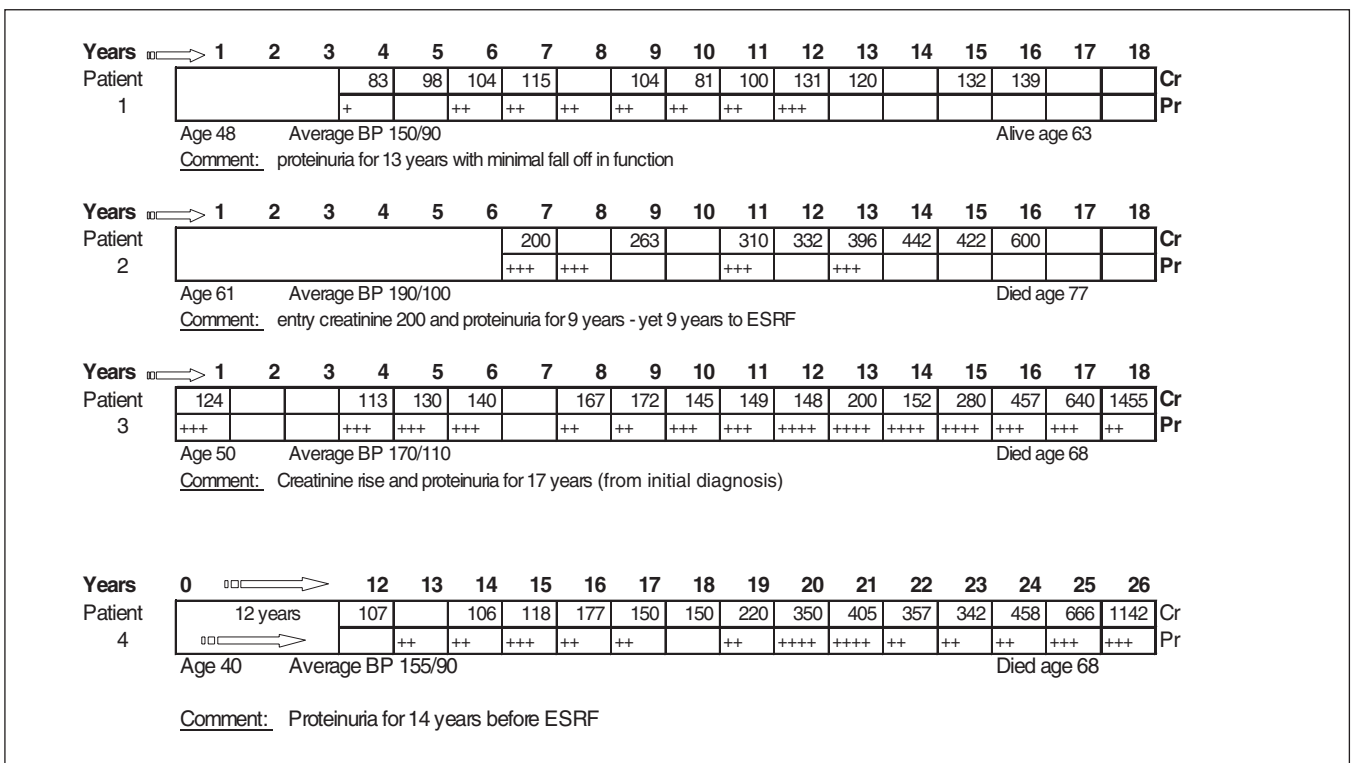 Years 1 2 3 4 5 6 7 8 9 10 11 12 13 14 15 16 17 18
Patient 83 98 104 115 104 81 100 131 120 132 139 Cr
1 + ++ ++ ++ ++ ++ ++ +++ Pr
Age 48 Average BP 150/90 Alive age 63
Comment: proteinuria for 13 years with minimal fall off in function
Years 1 2 3 4 5 6 7 8 9 10 11 12 13 14 15 16 17 18
Patient 200 263 310 332 396 442 422 600 Cr
2 +++ +++ +++ +++ Pr
Age 61 Average BP 190/100 Died age 77
Comment: entry creatinine 200 and proteinuria for 9 years - yet 9 years to ESRF
Years 1 2 3 4 5 6 7 8 9 10 11 12 13 14 15 16 17 18
Patient 124 113 130 140 167 172 145 149 148 200 152 280 457 640 1455 Cr
3 +++ +++ +++ +++ ++ ++ +++ +++ ++++ ++++ ++++ ++++ +++ +++ ++ Pr
Age 50 Average BP 170/110 Died age 68
Comment: Creatinine rise and proteinuria for 17 years (from initial diagnosis)
Years 0 12 13 14 15 16 17 18 19 20 21 22 23 24 25 26
Patient 12 years 107 106 118 177 150 150 220 350 405 357 342 458 666 1142 Cr
4 ++ ++ +++ ++ ++ ++ ++++ ++++ ++ ++ ++ +++ +++ Pr
Age 40 Average BP 155/90 Died age 68
Comment: Proteinuria for 14 years before ESRF